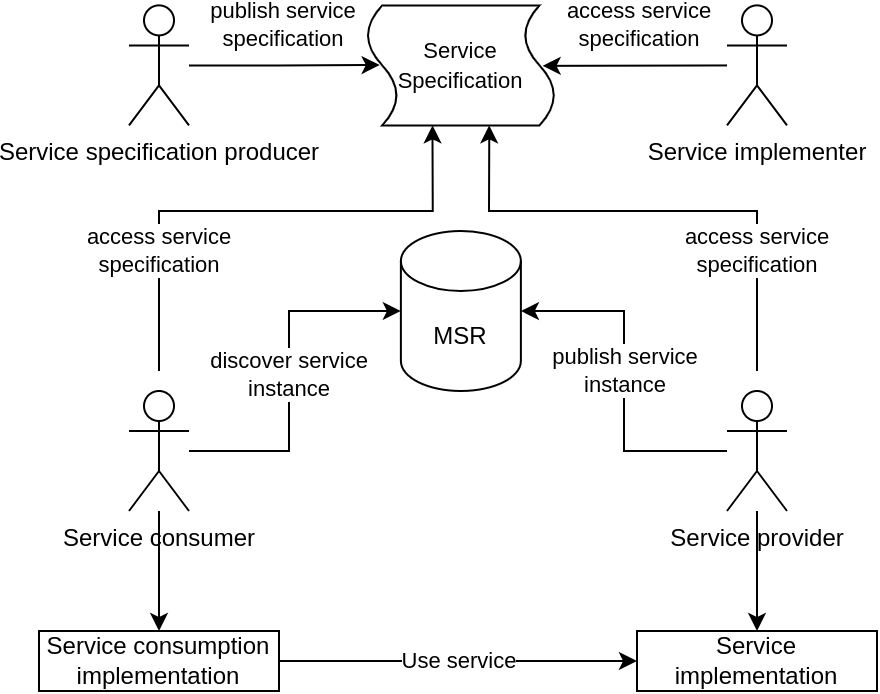 publish service
specification
Service
Specification
access service
specification
Service specification producer
Service implementer
access service
specification
access service
specification
MSR
discover service
instance
publish service
instance
Service consumer
Service provider
Service consumption
implementation
Use service
Service
implementation